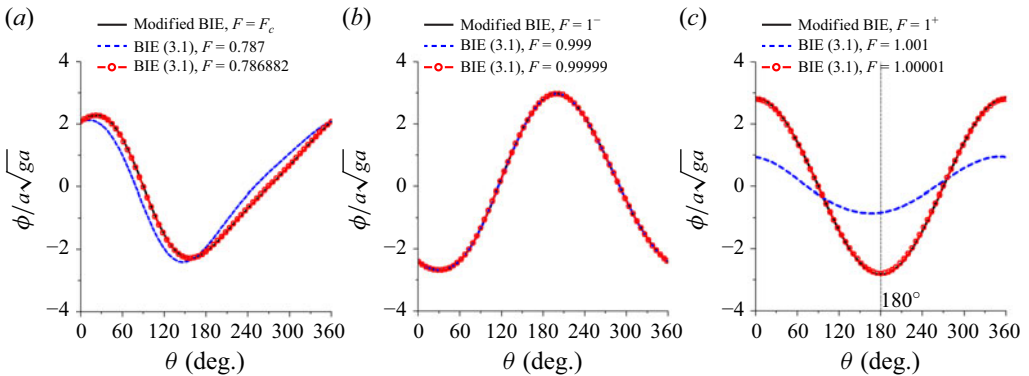 (a)
Modified BIE, F = F_c
BIE (3.1), F = 0.787
BIE (3.1), F = 0.786882
4
2
0
−2
−4
ϕ/a√ga
0 60 120 180 240 300 360
θ (deg.)
(b)
Modified BIE, F = 1⁻
BIE (3.1), F = 0.999
BIE (3.1), F = 0.99999
4
2
0
−2
−4
ϕ/a√ga
0 60 120 180 240 300 360
θ (deg.)
(c)
Modified BIE, F = 1⁺
BIE (3.1), F = 1.001
BIE (3.1), F = 1.00001
4
2
0
−2
−4
ϕ/a√ga
180°
0 60 120 180 240 300 360
θ (deg.)